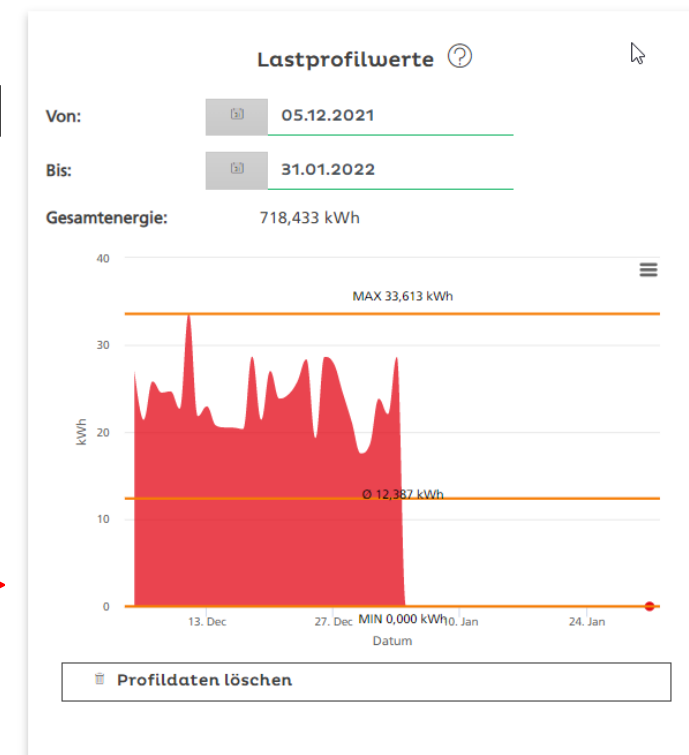 Lastprofilwerte ?
Von: 05.12.2021
Bis: 31.01.2022
Gesamtenergie: 718,433 kWh
40
MAX 33,613 kWh
30
kWh
20
Ø 12,387 kWh
10
0
13. Dec 27. Dec MIN 0,000 kWh 10. Jan 24. Jan
Datum
Profildaten löschen